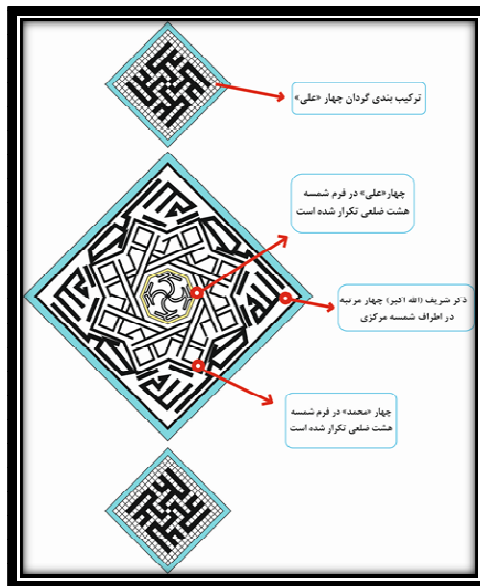 ترکیب بندی گردان چهار «علی»
چهار«علی» در فرم شمسه
هشت ضلعی تکرار شده است
ذکر شریف (الله اکبر) چهار مرتبه
در اطراف شمسه مرکزی
چهار «محمد» در فرم شمسه
هشت ضلعی تکرار شده است